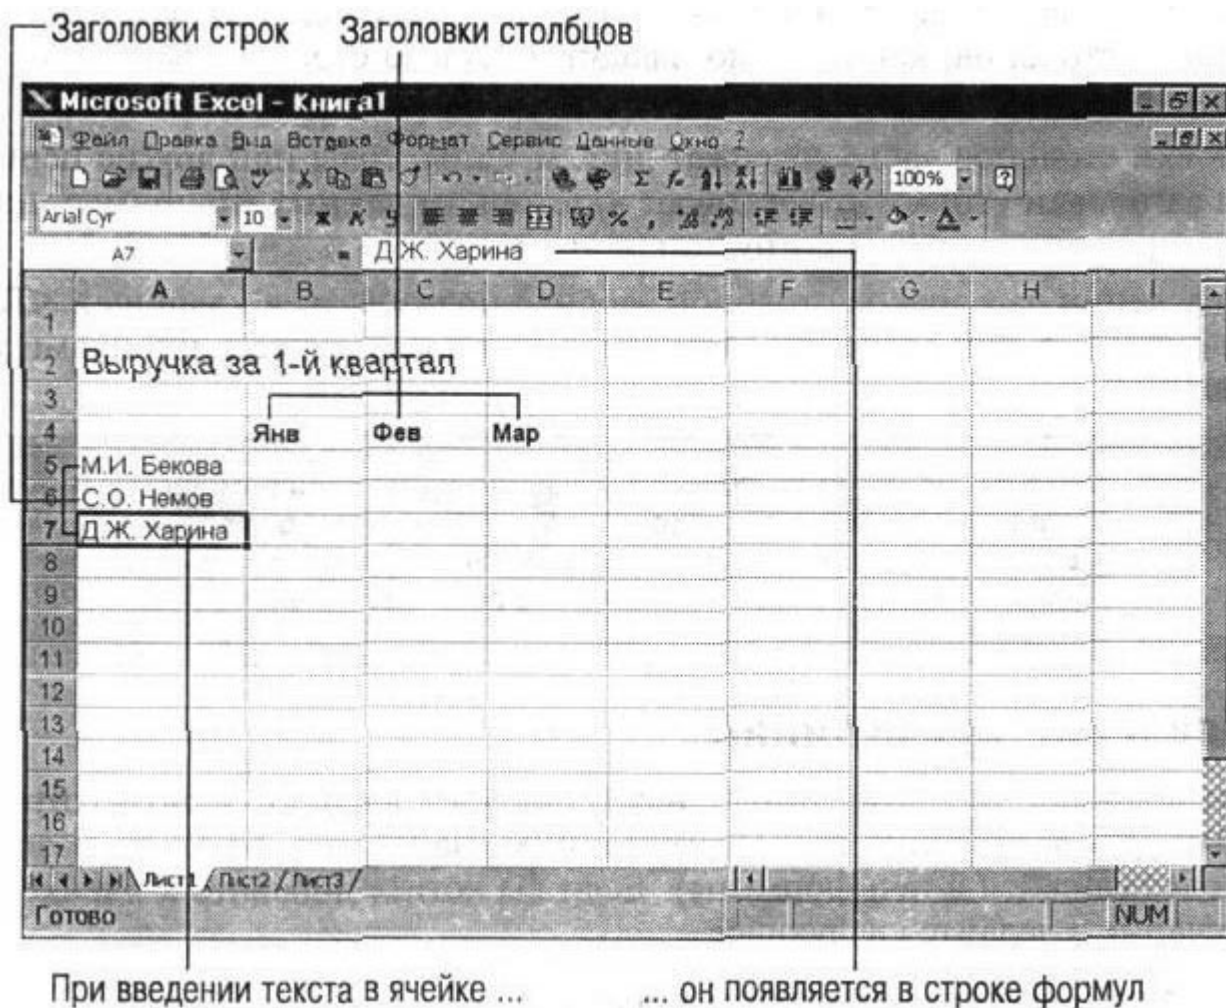 Заголовки строк Заголовки столбцов
Microsoft Excel - Книга1
Файл Правка Вид Вставка Формат Сервис Данные Окно ?
100%
Arial Cyr 10 Ж К Ч % ,
A7 = Д.Ж. Харина
A B C D E F G H I
1
2 Выручка за 1-й квартал
3
4 Янв Фев Мар
5 М.И. Бекова
6 С.О. Немов
7 Д.Ж. Харина
8
9
10
11
12
13
14
15
16
17
Лист1 / Лист2 / Лист3 /
Готово NUM
При введении текста в ячейке ... ... он появляется в строке формул